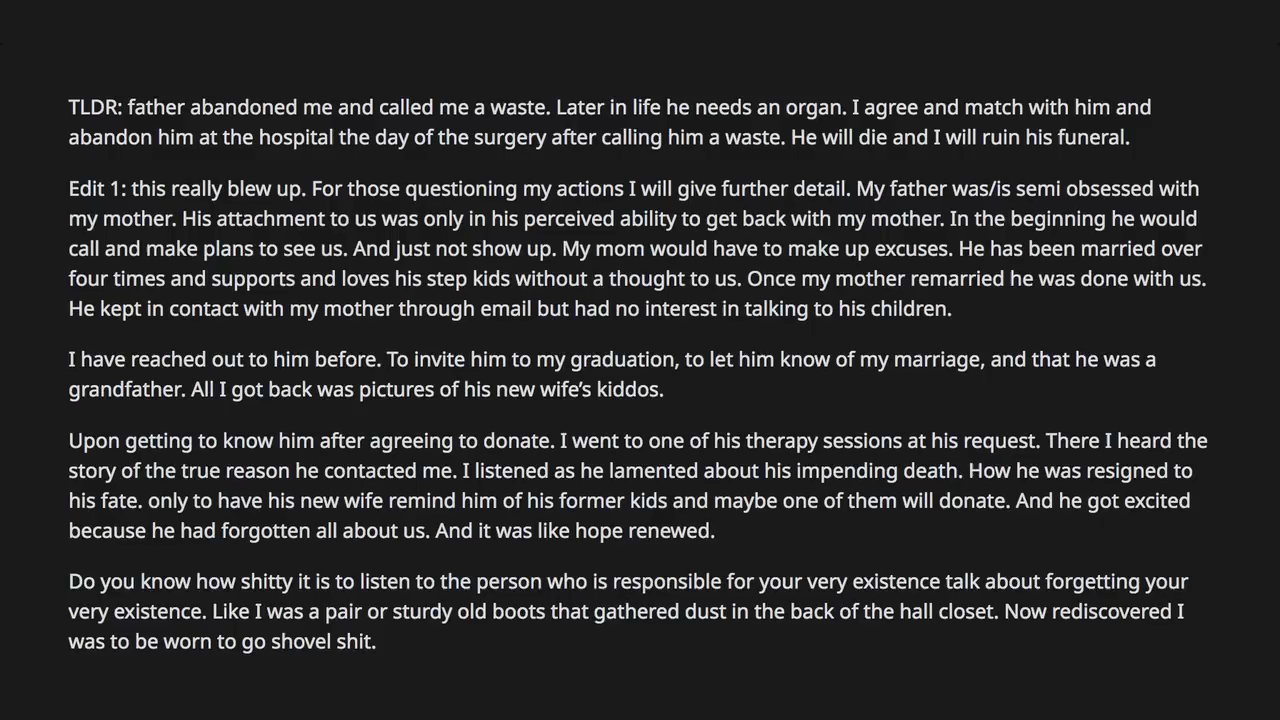 TLDR: father abandoned me and called me a waste. Later in life he needs an organ. I agree and match with him and
abandon him at the hospital the day of the surgery after calling him a waste. He will die and I will ruin his funeral.
Edit 1: this really blew up. For those questioning my actions I will give further detail. My father was/is semi obsessed with
my mother. His attachment to us was only in his perceived ability to get back with my mother. In the beginning he would
call and make plans to see us. And just not show up. My mom would have to make up excuses. He has been married over
four times and supports and loves his step kids without a thought to us. Once my mother remarried he was done with us.
He kept in contact with my mother through email but had no interest in talking to his children.
I have reached out to him before. To invite him to my graduation, to let him know of my marriage, and that he was a
grandfather. All I got back was pictures of his new wife’s kiddos.
Upon getting to know him after agreeing to donate. I went to one of his therapy sessions at his request. There I heard the
story of the true reason he contacted me. I listened as he lamented about his impending death. How he was resigned to
his fate. only to have his new wife remind him of his former kids and maybe one of them will donate. And he got excited
because he had forgotten all about us. And it was like hope renewed.
Do you know how shitty it is to listen to the person who is responsible for your very existence talk about forgetting your
very existence. Like I was a pair or sturdy old boots that gathered dust in the back of the hall closet. Now rediscovered I
was to be worn to go shovel shit.